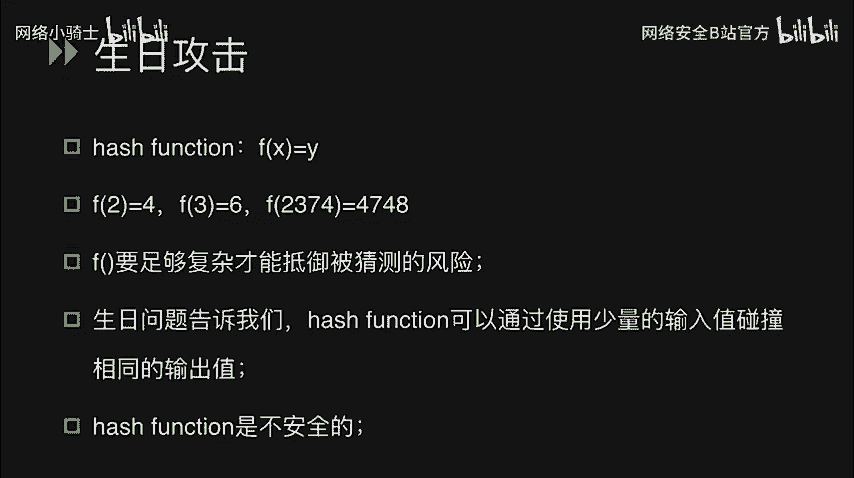 网络小骑士 bilibili
网络安全B站官方 bilibili
生日攻击
hash function：f(x)=y
f(2)=4，f(3)=6，f(2374)=4748
f()要足够复杂才能抵御被猜测的风险；
生日问题告诉我们，hash function可以通过使用少量的输入值碰撞
相同的输出值；
hash function是不安全的；